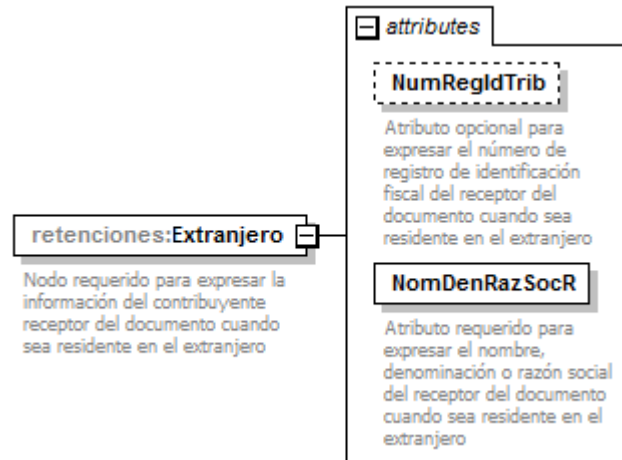 attributes
NumRegIdTrib
Atributo opcional para
expresar el número de
registro de identificación
fiscal del receptor del
documento cuando sea
residente en el extranjero
retenciones:Extranjero
Nodo requerido para expresar la
información del contribuyente
receptor del documento cuando
sea residente en el extranjero
NomDenRazSocR
Atributo requerido para
expresar el nombre,
denominación o razón social
del receptor del documento
cuando sea residente en el
extranjero